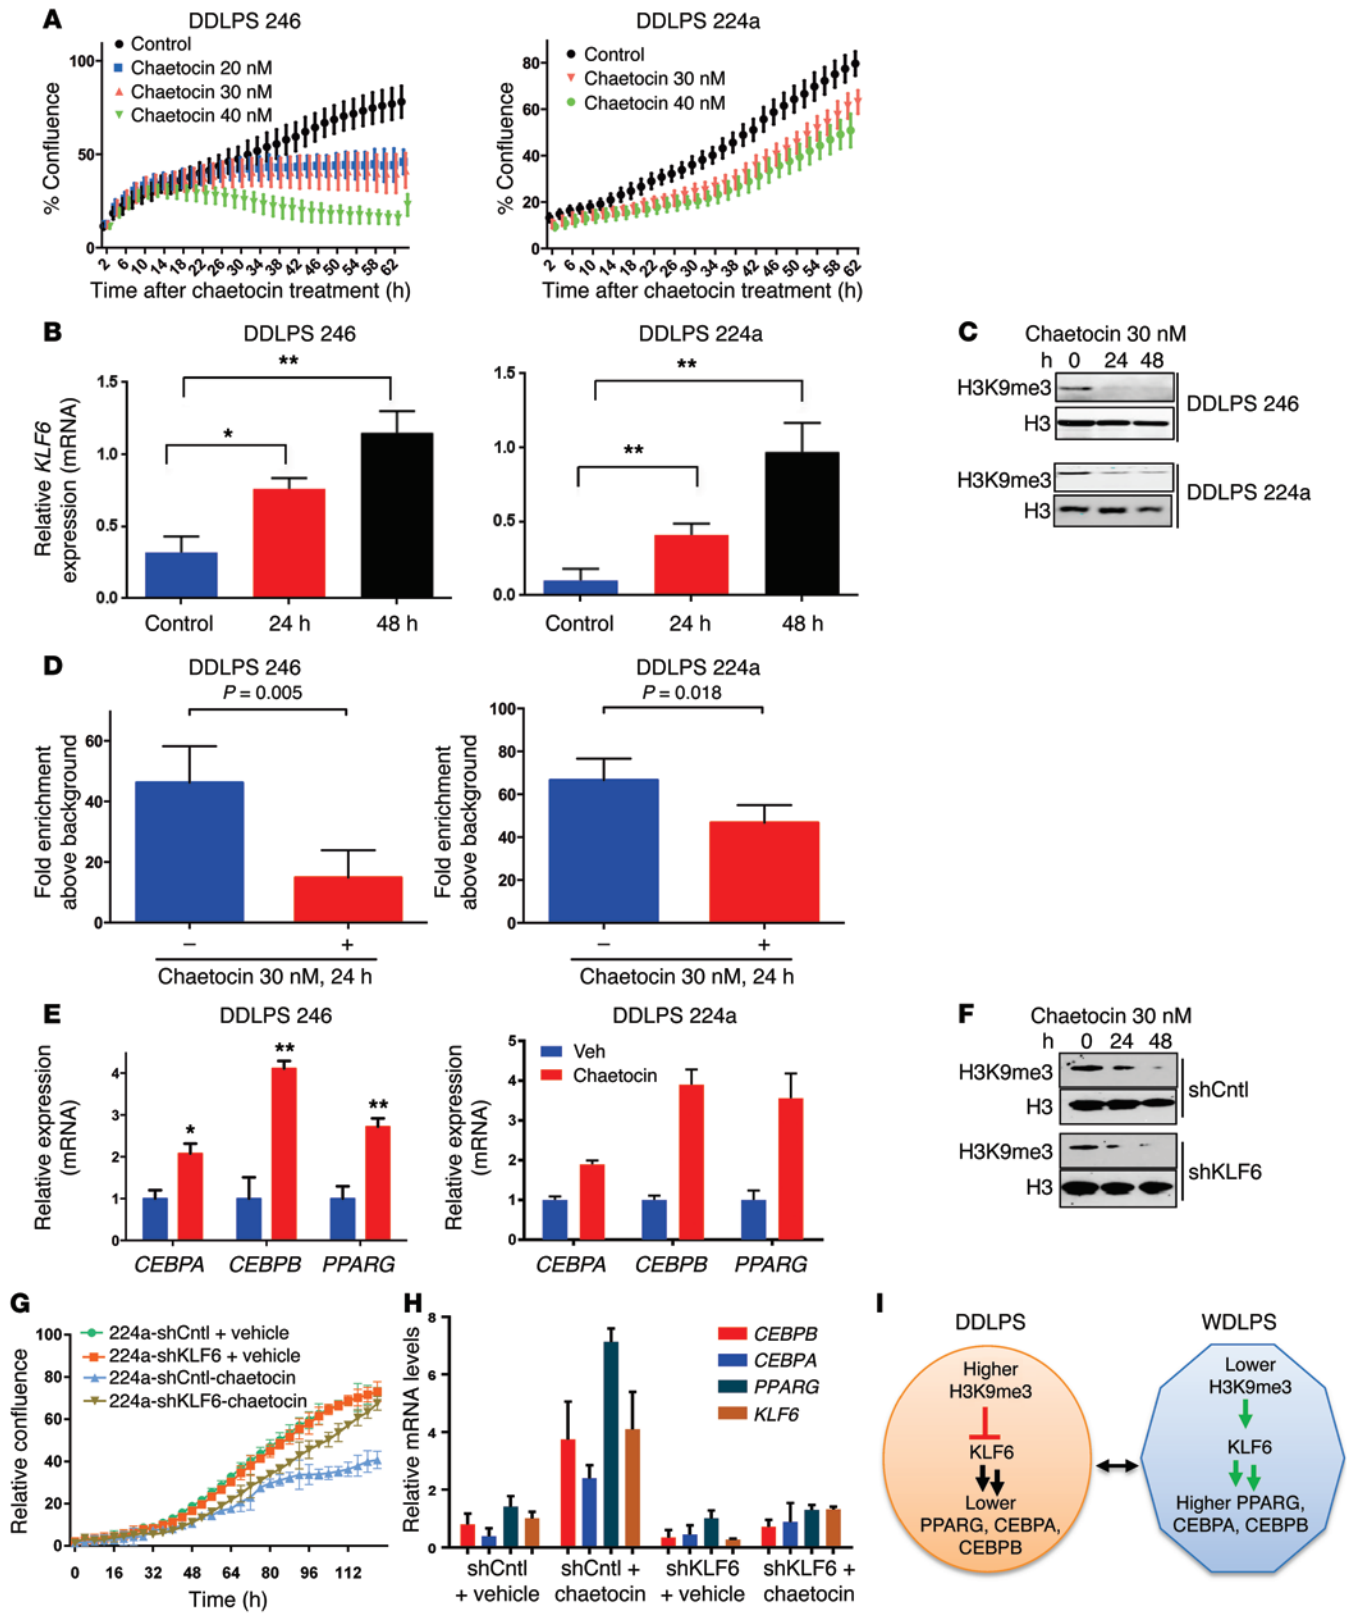 A
DDLPS 246
Control
Chaetocin 20 nM
Chaetocin 30 nM
Chaetocin 40 nM
% Confluence
100
50
0
2 6 10 14 18 22 26 30 34 38 42 46 50 54 58 62
Time after chaetocin treatment (h)
DDLPS 224a
Control
Chaetocin 30 nM
Chaetocin 40 nM
% Confluence
80
60
40
20
0
2 6 10 14 18 22 26 30 34 38 42 46 50 54 58 62
Time after chaetocin treatment (h)
B
DDLPS 246
**
*
Relative KLF6
expression (mRNA)
1.5
1.0
0.5
0.0
Control 24 h 48 h
DDLPS 224a
**
**
1.5
1.0
0.5
0.0
Control 24 h 48 h
C
Chaetocin 30 nM
h 0 24 48
H3K9me3
H3
DDLPS 246
H3K9me3
H3
DDLPS 224a
D
DDLPS 246
P = 0.005
Fold enrichment
above background
60
40
20
0
– +
Chaetocin 30 nM, 24 h
DDLPS 224a
P = 0.018
Fold enrichment
above background
100
80
60
40
20
0
– +
Chaetocin 30 nM, 24 h
E
DDLPS 246
Relative expression
(mRNA)
4
3
2
1
0
* ** **
CEBPA CEBPB PPARG
DDLPS 224a
Veh
Chaetocin
Relative expression
(mRNA)
5
4
3
2
1
0
CEBPA CEBPB PPARG
F
Chaetocin 30 nM
h 0 24 48
H3K9me3
H3
shCntl
H3K9me3
H3
shKLF6
G
224a-shCntl + vehicle
224a-shKLF6 + vehicle
224a-shCntl-chaetocin
224a-shKLF6-chaetocin
Relative confluence
100
80
60
40
20
0
0 16 32 48 64 80 96 112
Time (h)
H
Relative mRNA levels
8
6
4
2
0
CEBPB
CEBPA
PPARG
KLF6
shCntl
+ vehicle
shCntl +
chaetocin
shKLF6
+ vehicle
shKLF6 +
chaetocin
I
DDLPS
Higher
H3K9me3
KLF6
Lower
PPARG, CEBPA,
CEBPB
WDLPS
Lower
H3K9me3
KLF6
Higher PPARG,
CEBPA, CEBPB